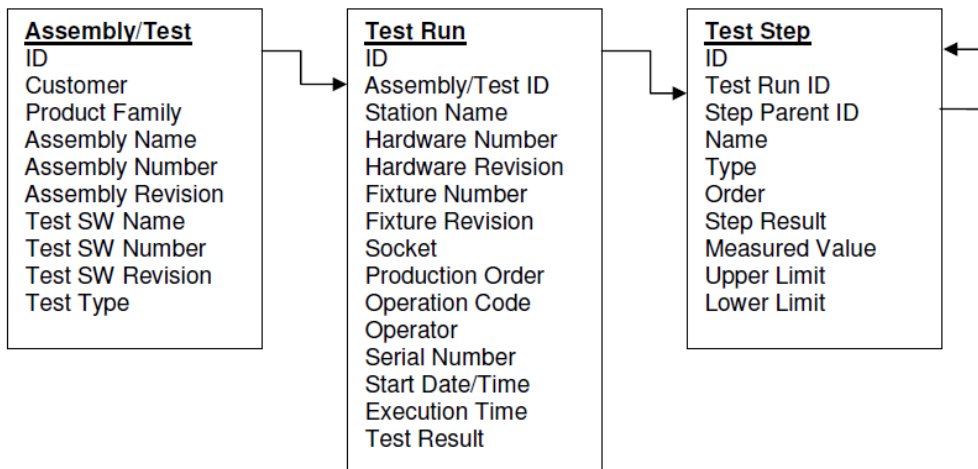 Assembly/Test
ID
Customer
Product Family
Assembly Name
Assembly Number
Assembly Revision
Test SW Name
Test SW Number
Test SW Revision
Test Type
Test Run
ID
Assembly/Test ID
Station Name
Hardware Number
Hardware Revision
Fixture Number
Fixture Revision
Socket
Production Order
Operation Code
Operator
Serial Number
Start Date/Time
Execution Time
Test Result
Test Step
ID
Test Run ID
Step Parent ID
Name
Type
Order
Step Result
Measured Value
Upper Limit
Lower Limit